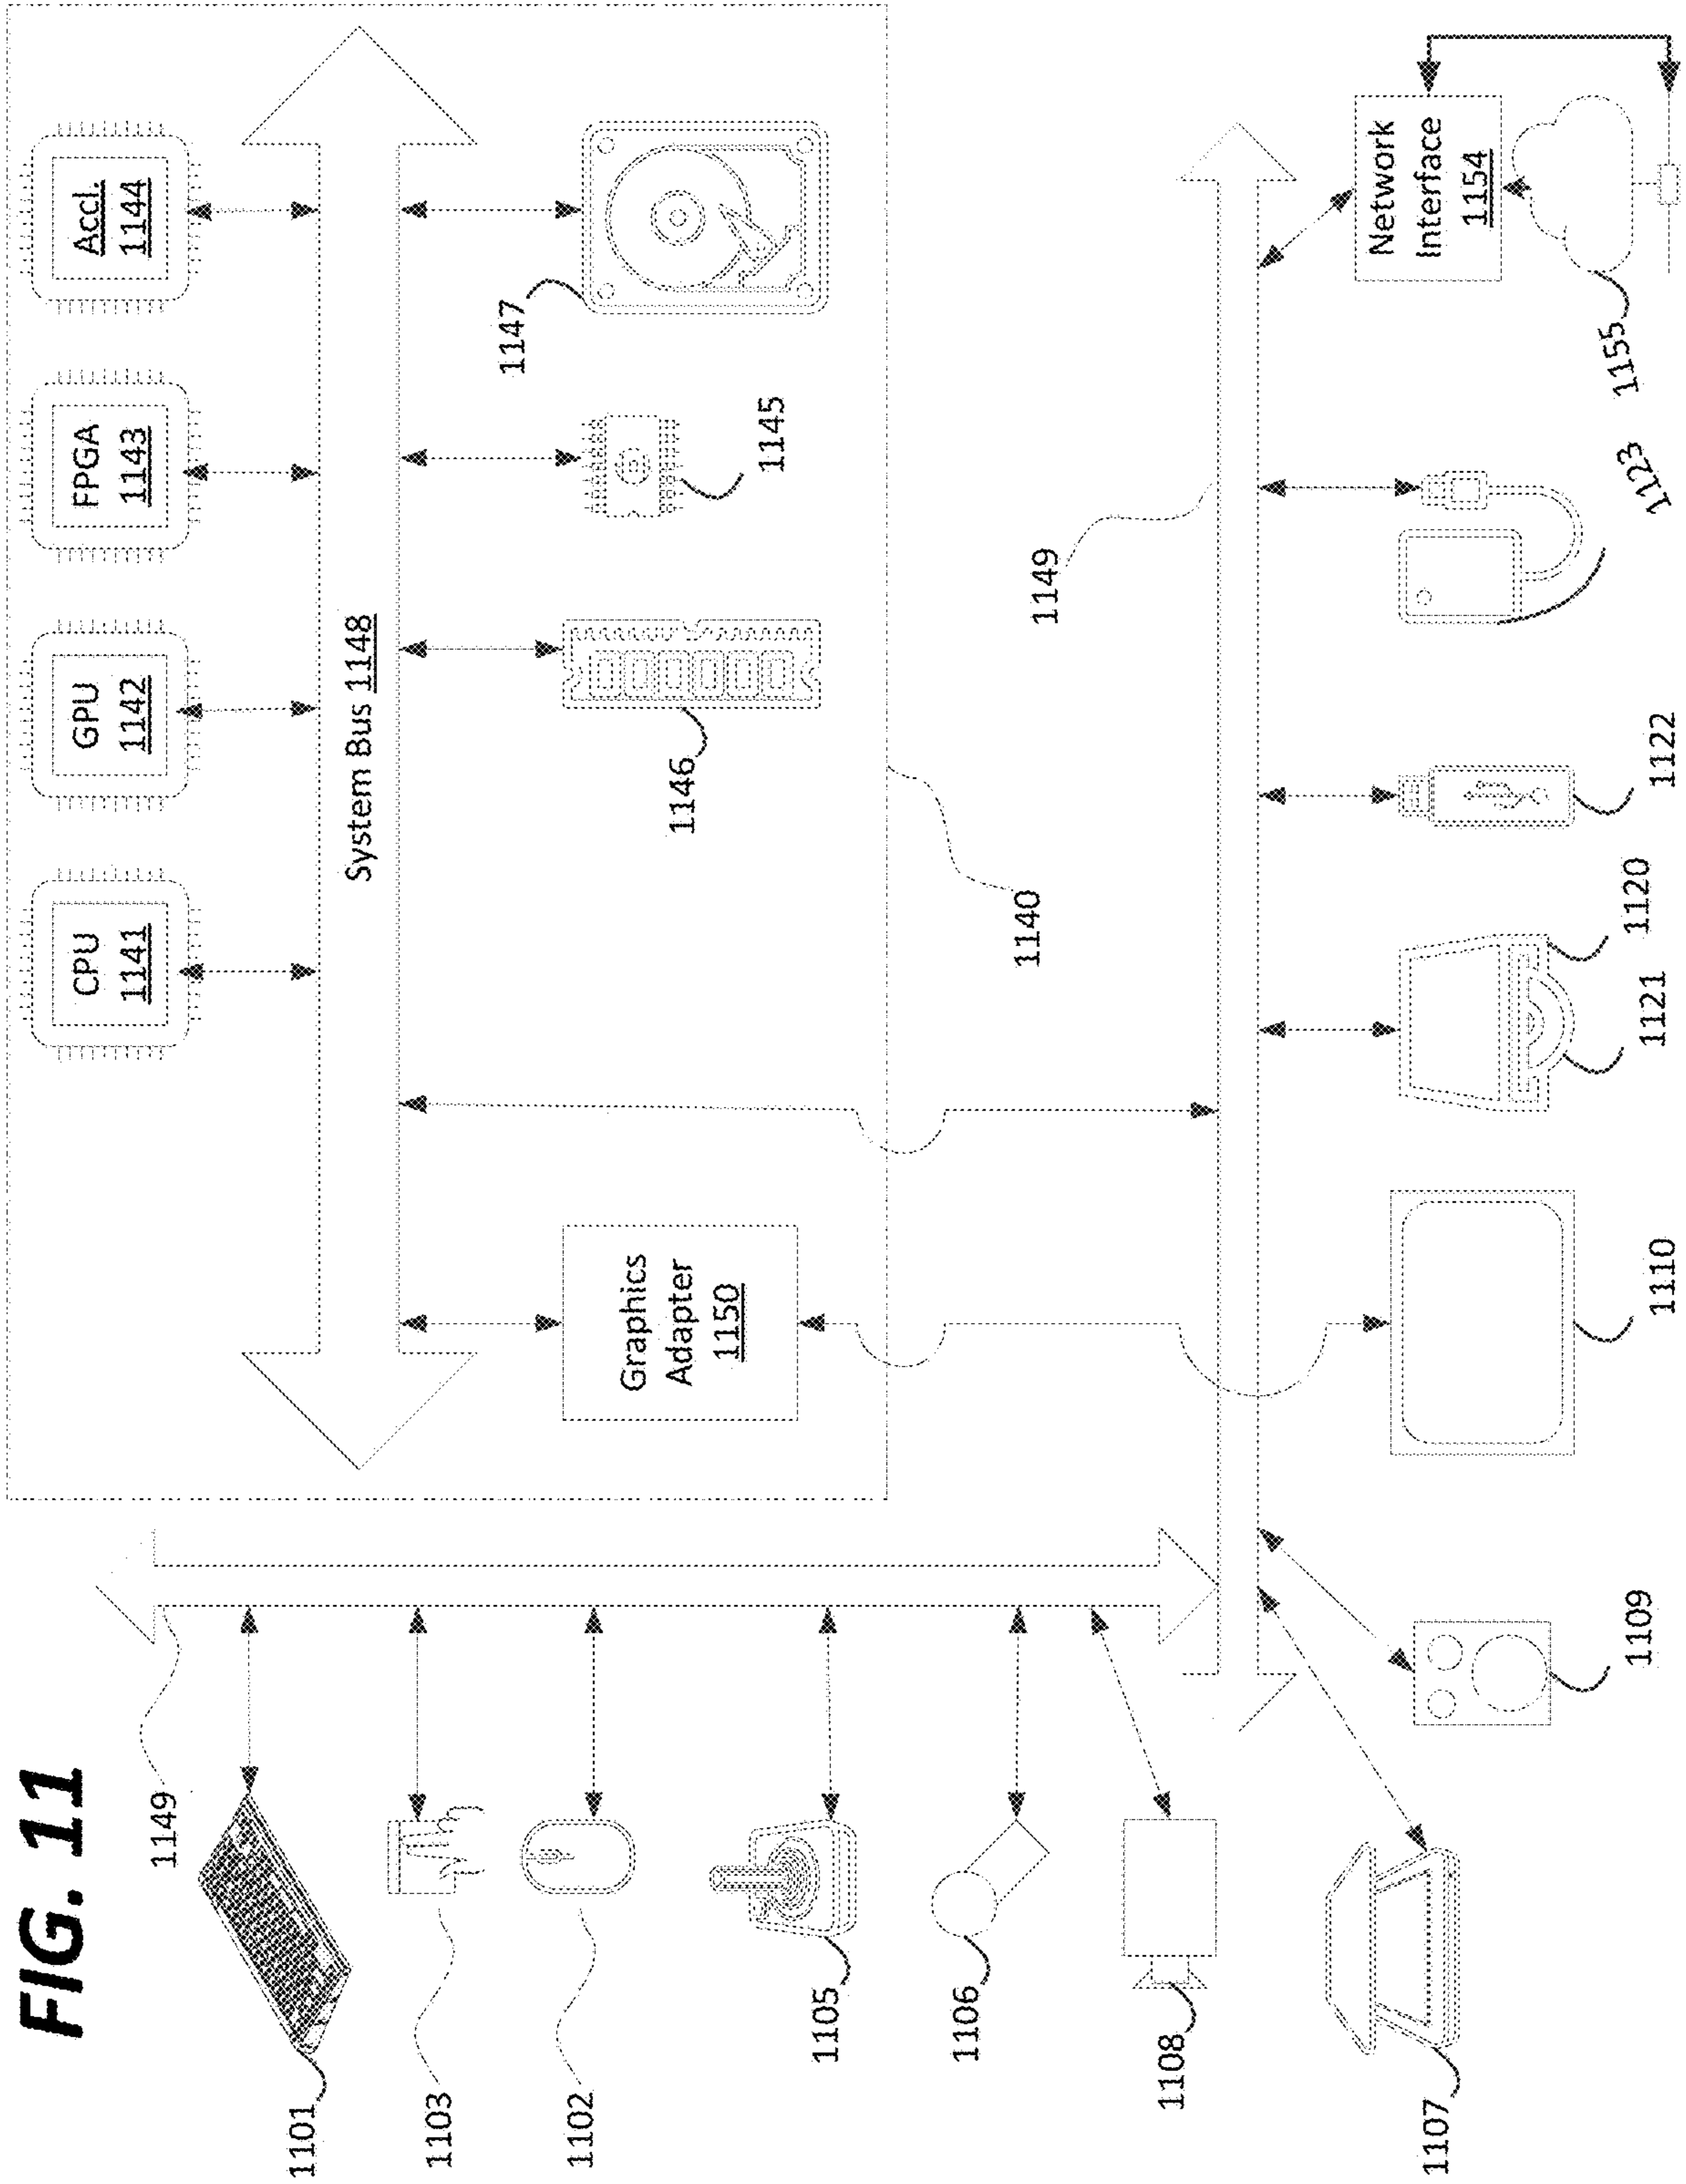 FIG. 11
1149
1101
1103
1102
1105
1106
1108
1107
CPU
1141
GPU
1142
FPGA
1143
Accl.
1144
System Bus 1148
Graphics
Adapter
1150
1146
1145
1147
1140
1149
1109
1110
1121
1120
1122
1123
Network
Interface
1154
1155